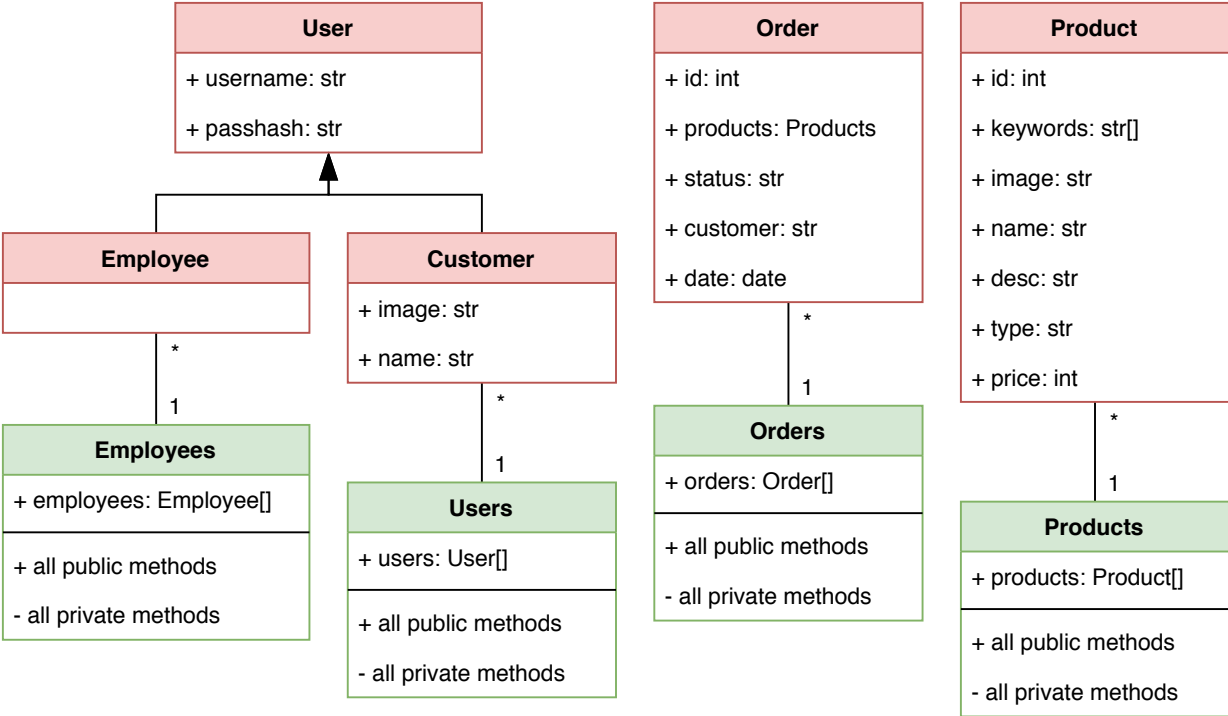 User
+ username: str
+ passhash: str
Order
+ id: int
+ products: Products
+ status: str
+ customer: str
+ date: date
Product
+ id: int
+ keywords: str[]
+ image: str
+ name: str
+ desc: str
+ type: str
+ price: int
Employee
Customer
+ image: str
+ name: str
*
1
*
1
*
1
*
1
Employees
+ employees: Employee[]
+ all public methods
- all private methods
Users
+ users: User[]
+ all public methods
- all private methods
Orders
+ orders: Order[]
+ all public methods
- all private methods
Products
+ products: Product[]
+ all public methods
- all private methods